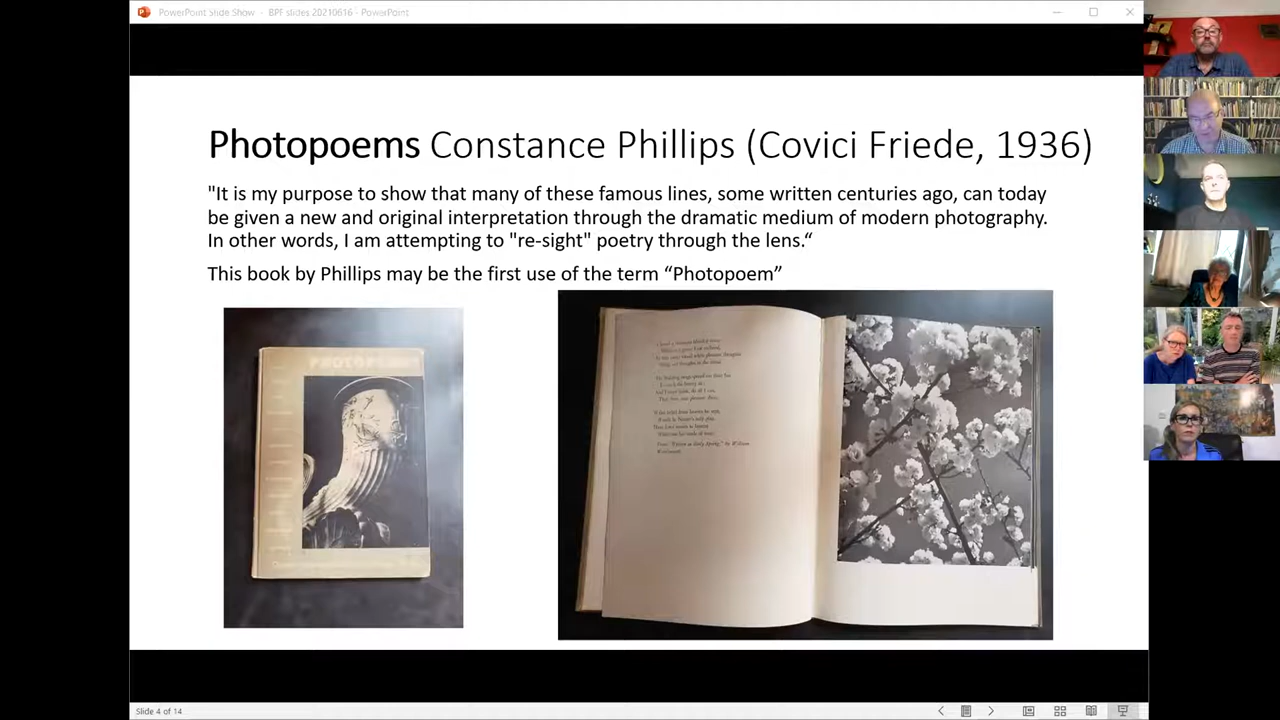 PowerPoint Slide Show - BPF slides 20210616 - PowerPoint
Photopoems Constance Phillips (Covici Friede, 1936)
"It is my purpose to show that many of these famous lines, some written centuries ago, can today
be given a new and original interpretation through the dramatic medium of modern photography.
In other words, I am attempting to "re-sight" poetry through the lens.“
This book by Phillips may be the first use of the term “Photopoem”
PHOTOPOEMS
Slide 4 of 14